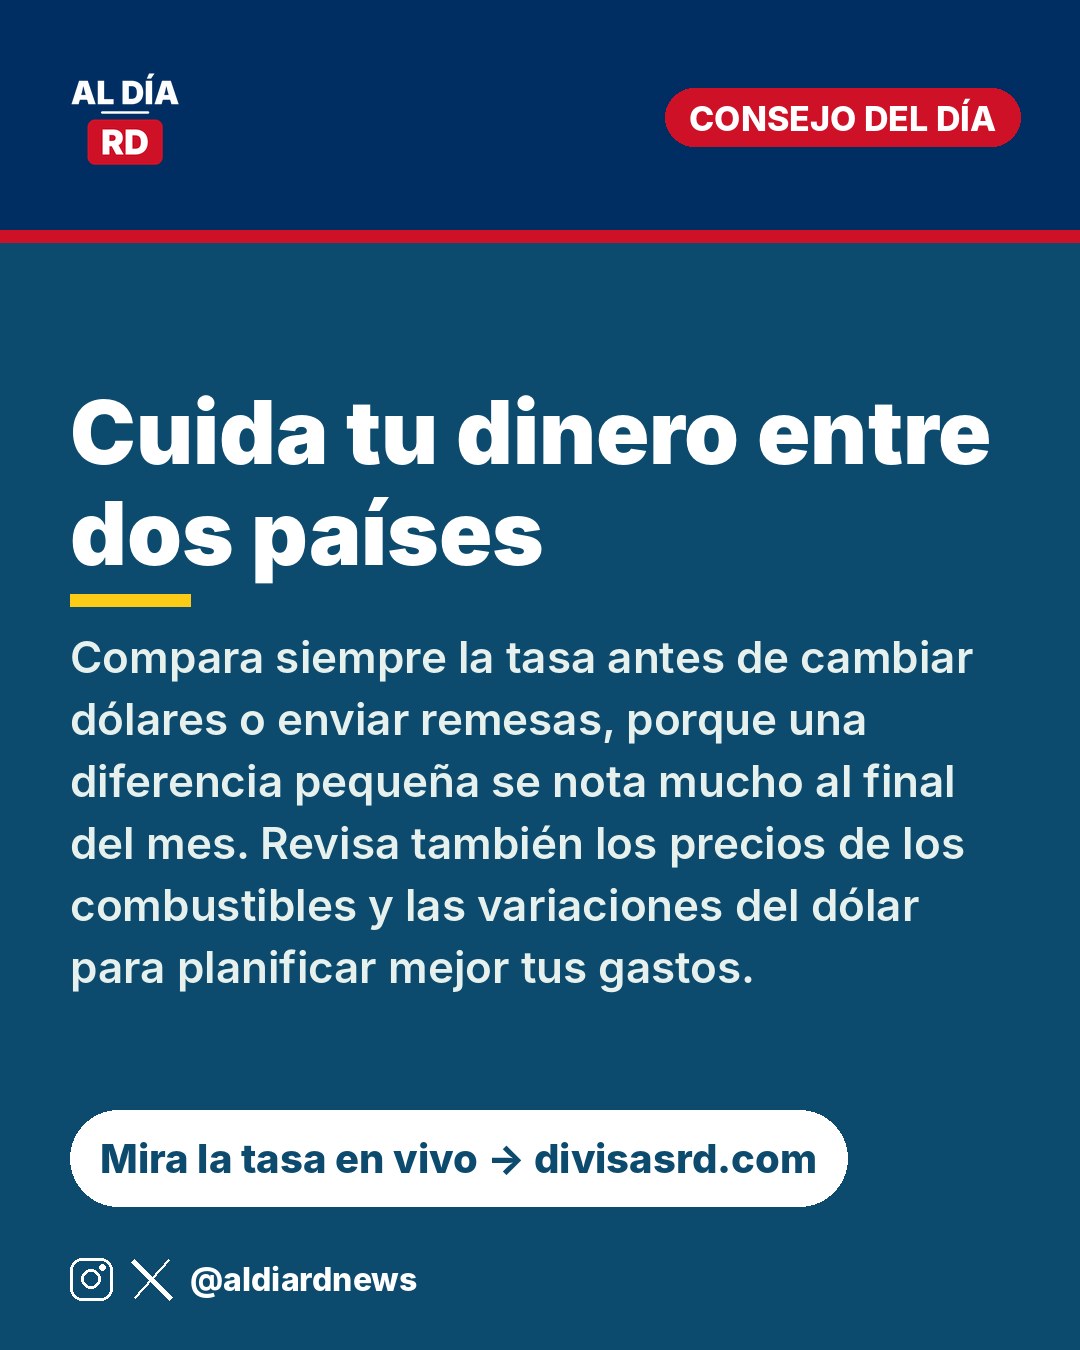 AL DÍA
RD
CONSEJO DEL DÍA
Cuida tu dinero entre
dos países
Compara siempre la tasa antes de cambiar
dólares o enviar remesas, porque una
diferencia pequeña se nota mucho al final
del mes. Revisa también los precios de los
combustibles y las variaciones del dólar
para planificar mejor tus gastos.
Mira la tasa en vivo → divisasrd.com
@aldiardnews